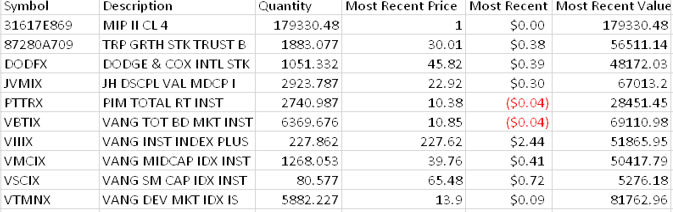 Symbol Description Quantity Most Recent Price Most Recent Most Recent Value
31617E869 MIP II CL 4 179330.48 1 $0.00 179330.48
87280A709 TRP GRTH STK TRUST B 1883.077 30.01 $0.38 56511.14
DODFX DODGE & COX INTL STK 1051.332 45.82 $0.39 48172.03
JVMIX JH DSCPL VAL MDCP I 2923.787 22.92 $0.30 67013.2
PTTRX PIM TOTAL RT INST 2740.987 10.38 ($0.04) 28451.45
VBTIX VANG TOT BD MKT INST 6369.676 10.85 ($0.04) 69110.98
VIIIX VANG INST INDEX PLUS 227.862 227.62 $2.44 51865.95
VMCIX VANG MIDCAP IDX INST 1268.053 39.76 $0.41 50417.79
VSCIX VANG SM CAP IDX INST 80.577 65.48 $0.72 5276.18
VTMNX VANG DEV MKT IDX IS 5882.227 13.9 $0.09 81762.96